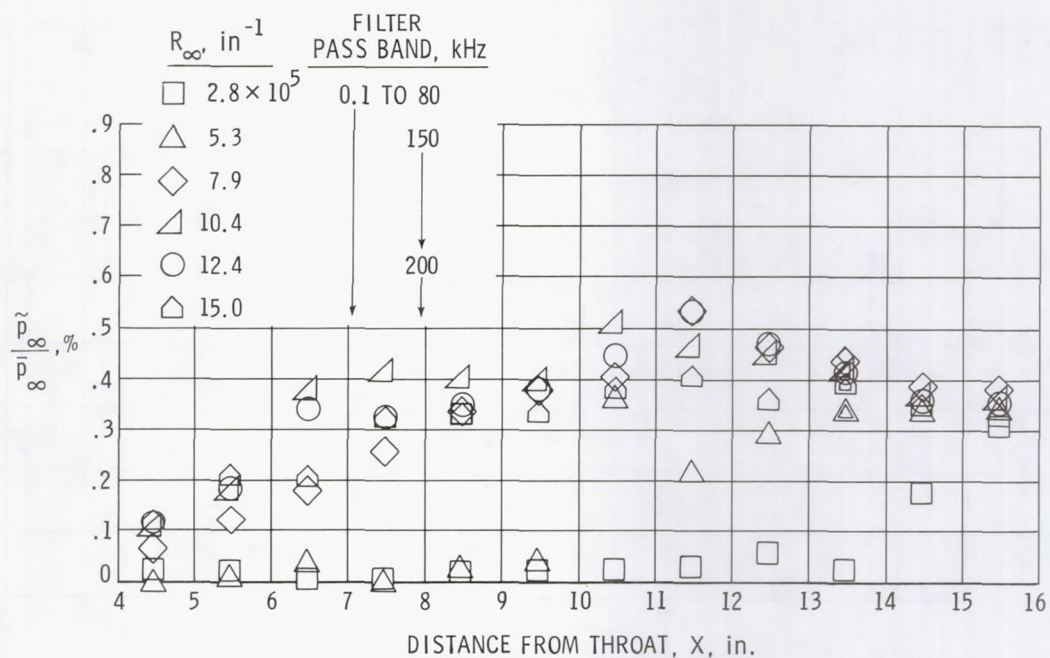 FILTER
R∞, in⁻¹ PASS BAND, kHz
2.8 × 10⁵ 0.1 TO 80
5.3 150
7.9
10.4
12.4 200
15.0
.9
.8
.7
.6
.5
.4
.3
.2
.1
0
p̃∞/p̄∞, %
4 5 6 7 8 9 10 11 12 13 14 15 16
DISTANCE FROM THROAT, X, in.